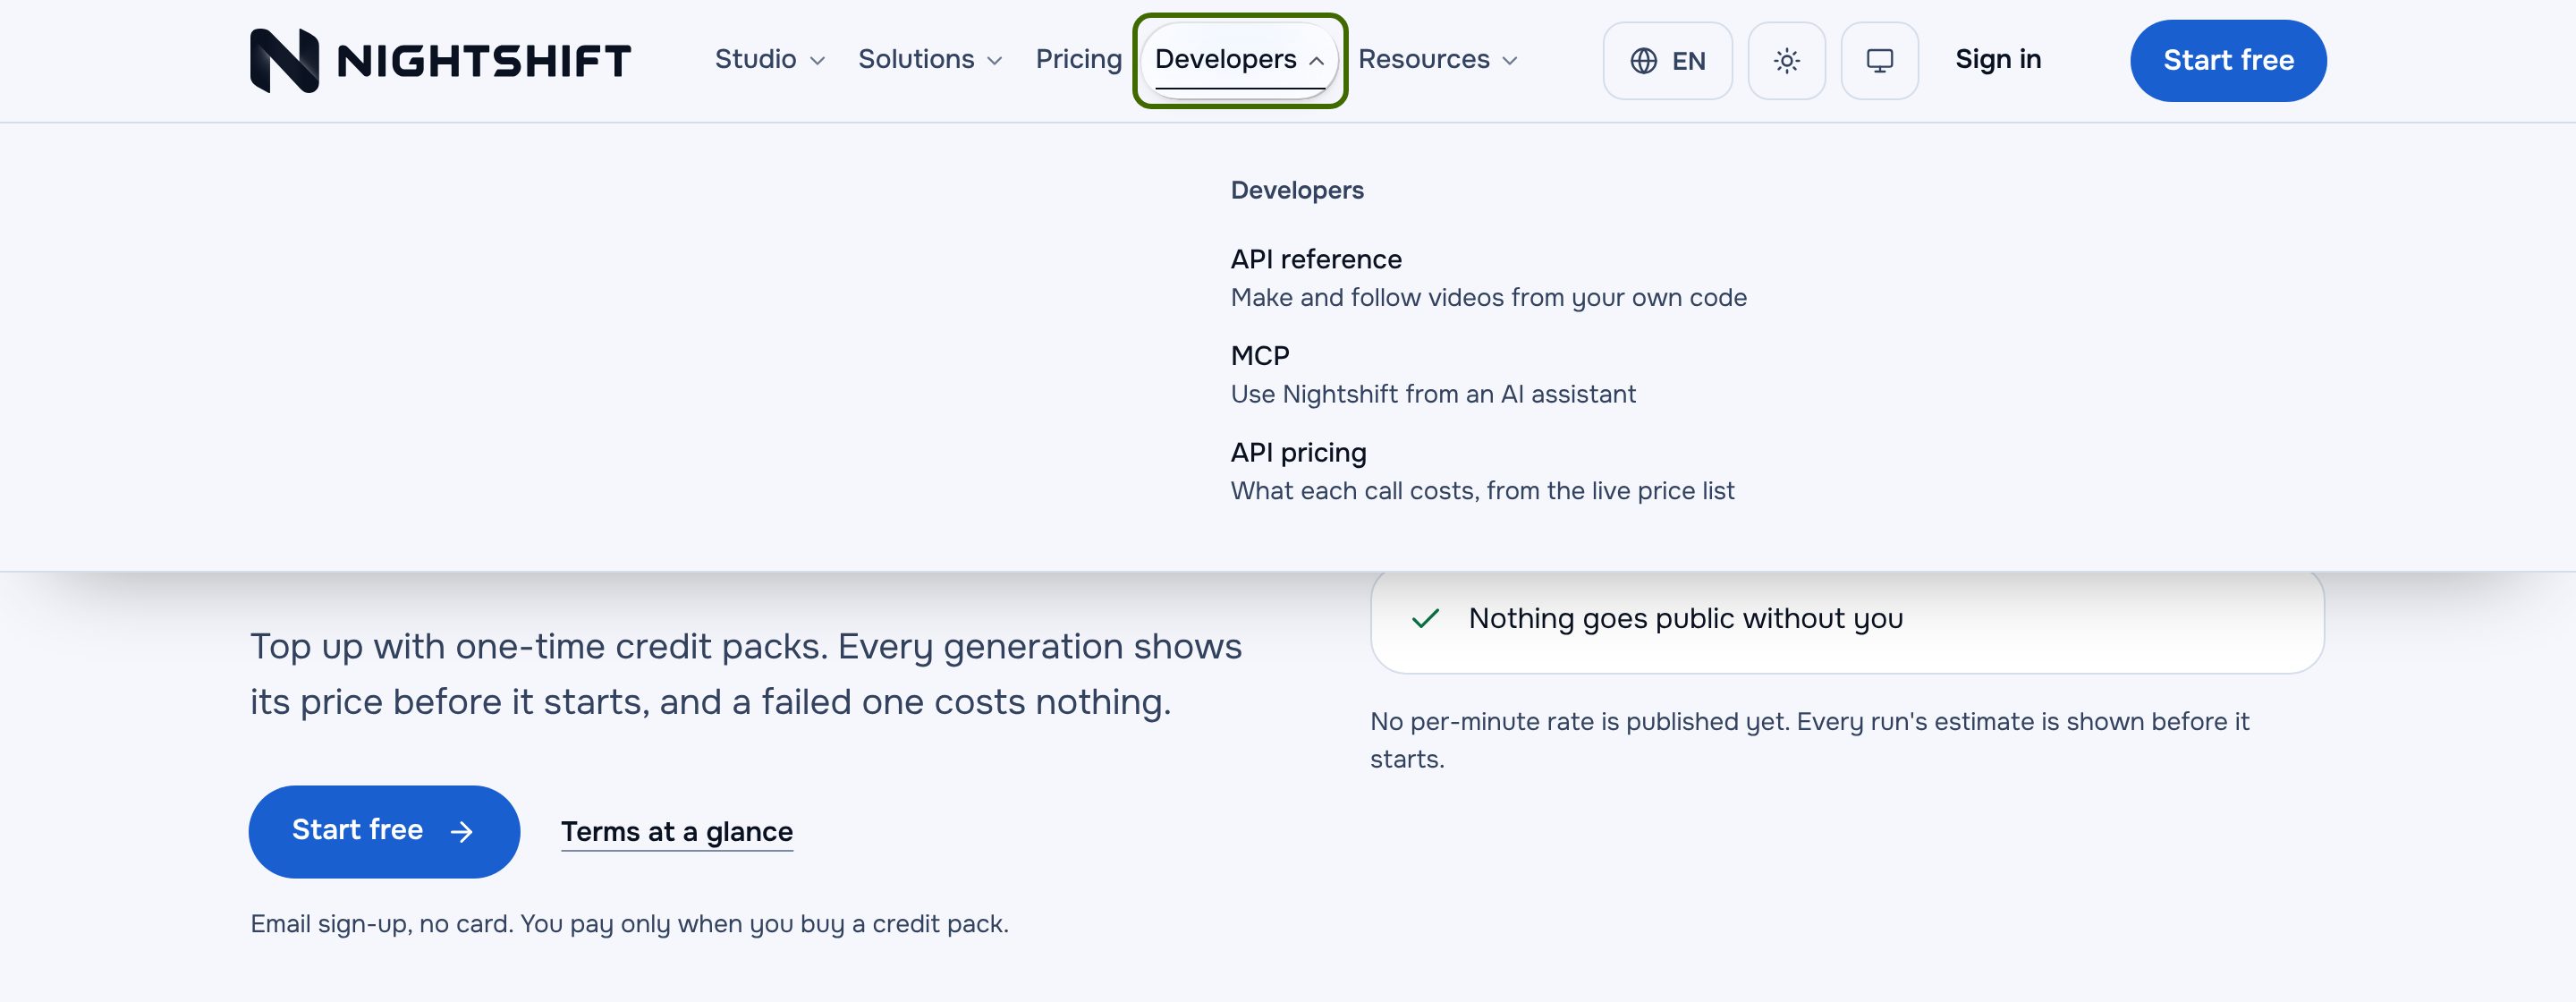 NIGHTSHIFT
Studio
Solutions
Pricing
Developers
Resources
EN
Sign in
Start free
Developers
API reference
Make and follow videos from your own code
MCP
Use Nightshift from an AI assistant
API pricing
What each call costs, from the live price list
Top up with one-time credit packs. Every generation shows
its price before it starts, and a failed one costs nothing.
Start free
Terms at a glance
Email sign-up, no card. You pay only when you buy a credit pack.
Nothing goes public without you
No per-minute rate is published yet. Every run's estimate is shown before it
starts.